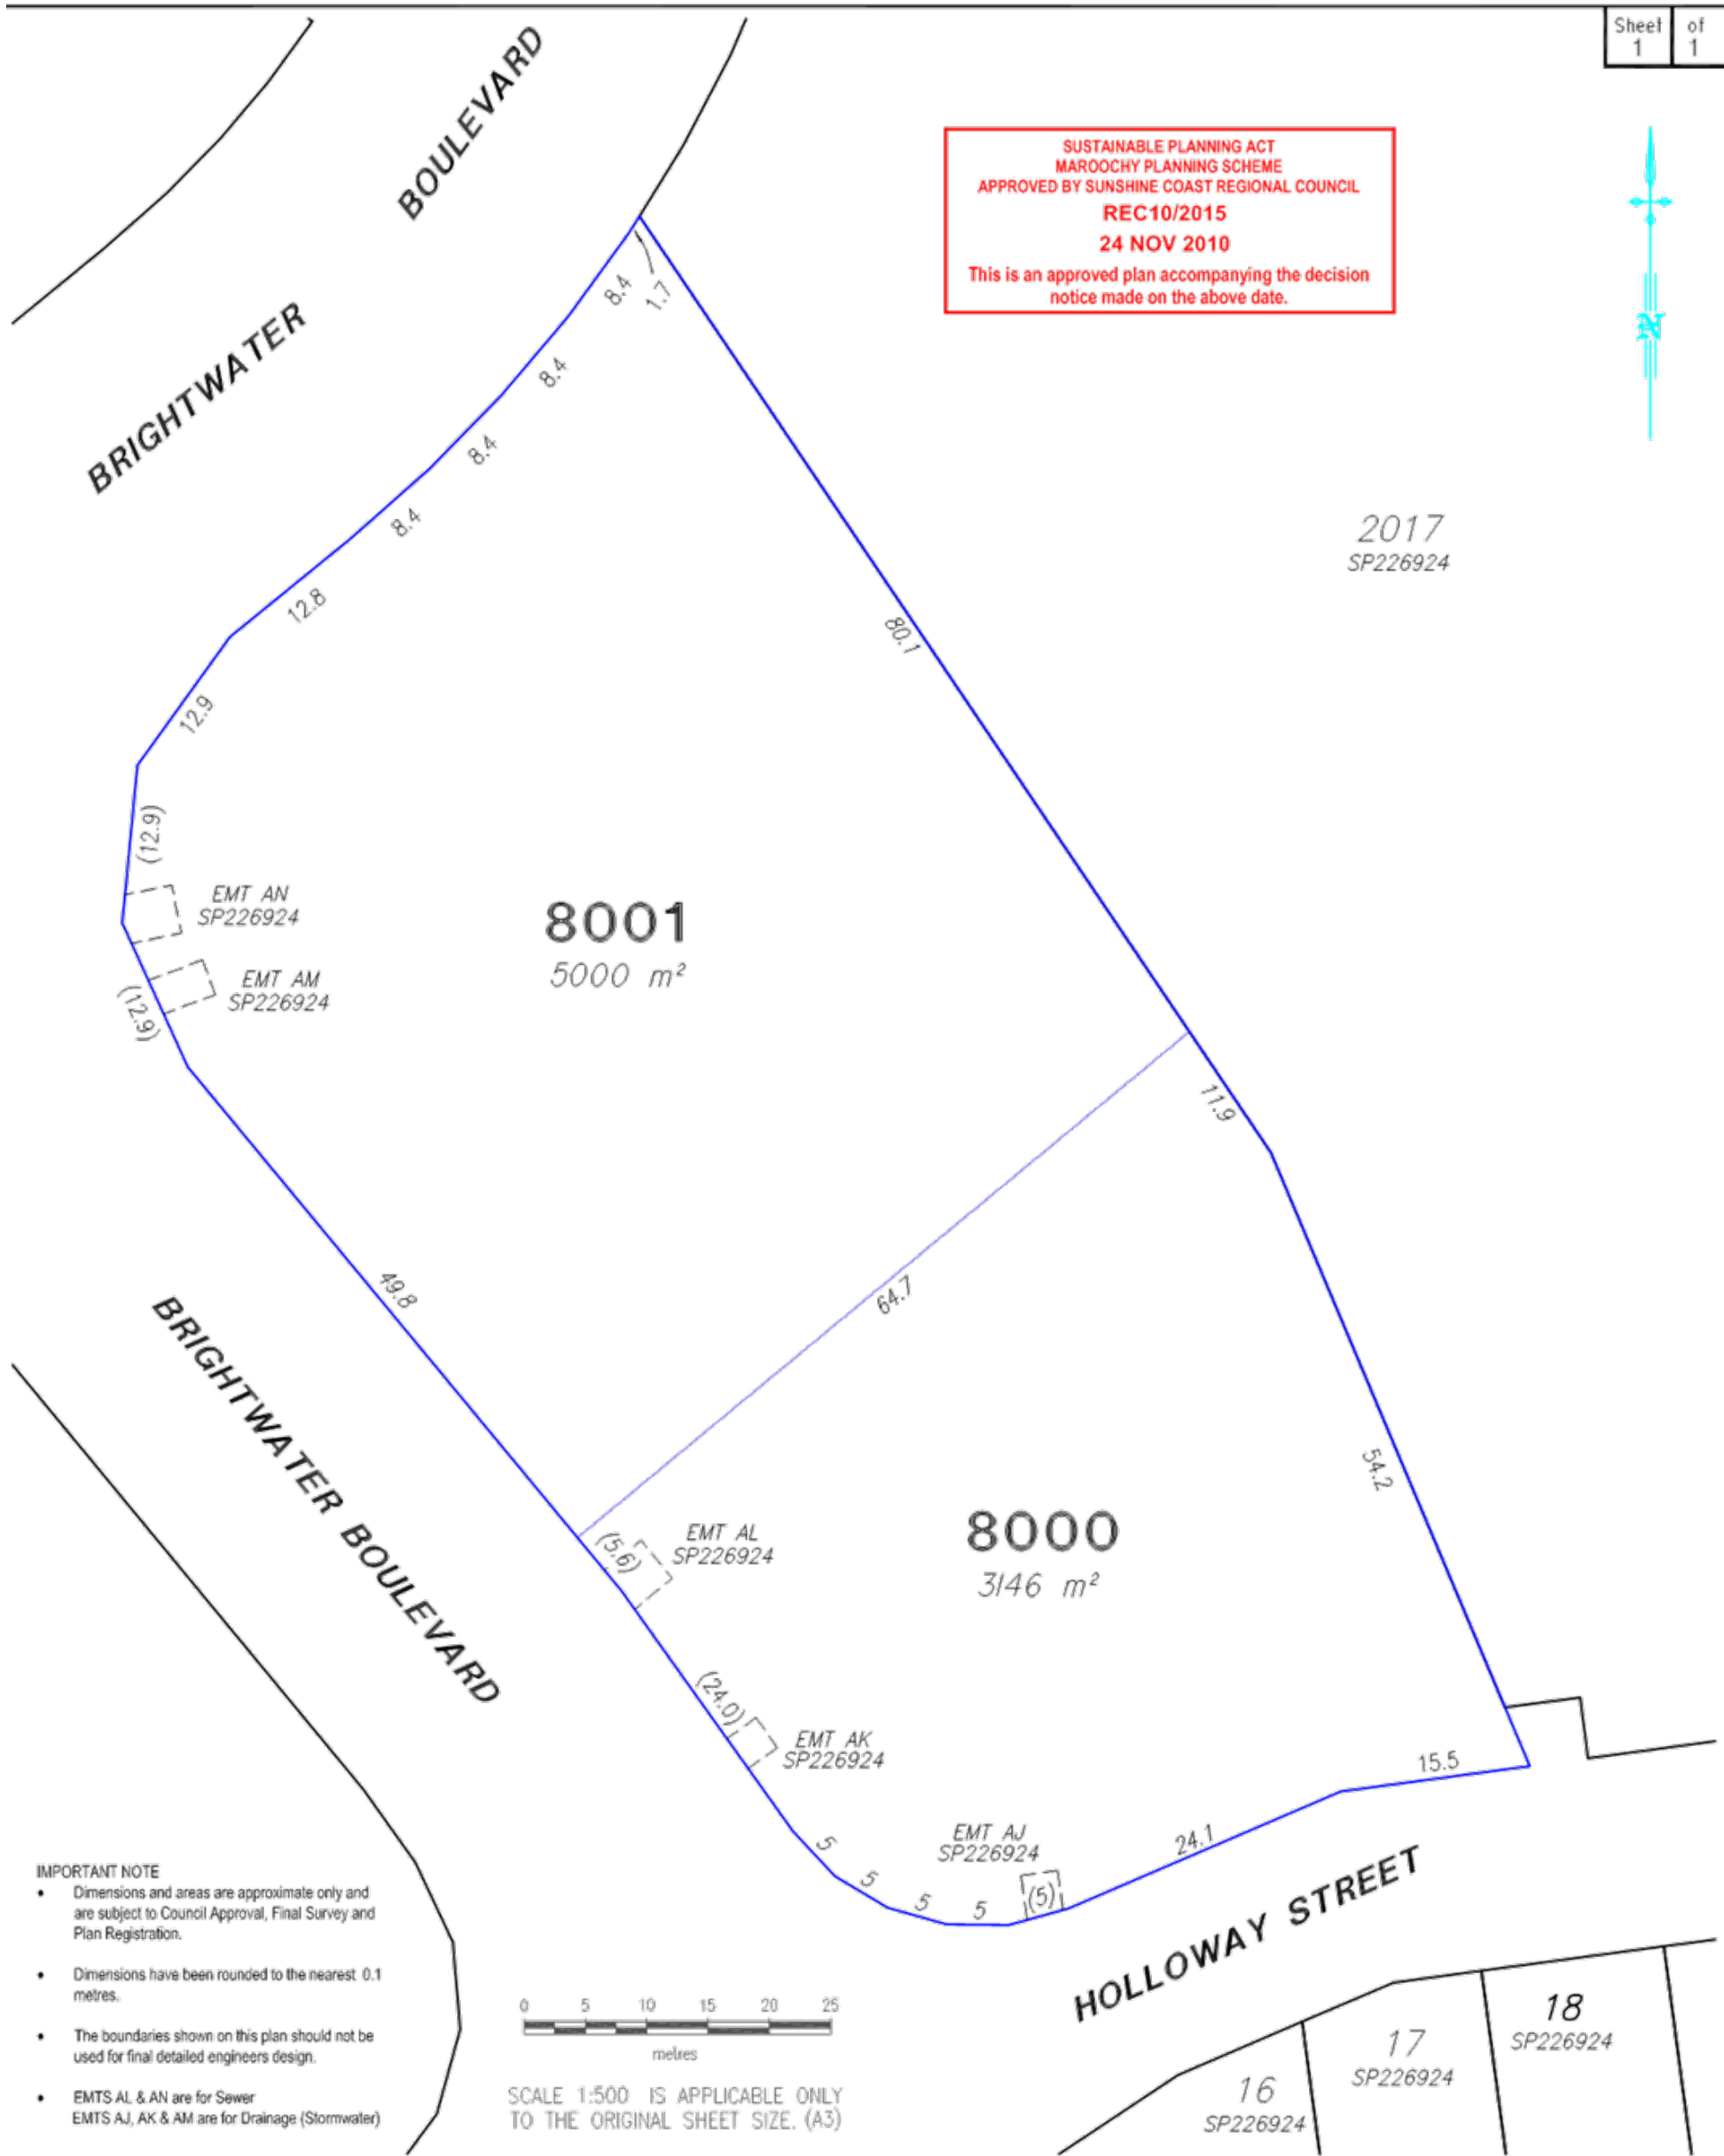 Sheet of
1 1
BOULEVARD
SUSTAINABLE PLANNING ACT
MAROOCHY PLANNING SCHEME
APPROVED BY SUNSHINE COAST REGIONAL COUNCIL
REC10/2015
24 NOV 2010
This is an approved plan accompanying the decision
notice made on the above date.
N
BRIGHTWATER
8.4
1.7
8.4
8.4
8.4
12.8
12.9
(12.9)
(12.9)
80.1
2017
SP226924
EMT AN
SP226924
EMT AM
SP226924
8001
5000 m²
11.9
64.7
49.8
BRIGHTWATER BOULEVARD
54.2
8000
3146 m²
(5.6)
EMT AL
SP226924
(24.0)
EMT AK
SP226924
15.5
24.1
EMT AJ
SP226924
5
5
5
5
(5)
HOLLOWAY STREET
16
SP226924
17
SP226924
18
SP226924
IMPORTANT NOTE
• Dimensions and areas are approximate only and
are subject to Council Approval, Final Survey and
Plan Registration.
• Dimensions have been rounded to the nearest 0.1
metres.
• The boundaries shown on this plan should not be
used for final detailed engineers design.
• EMTS AL & AN are for Sewer
EMTS AJ, AK & AM are for Drainage (Stormwater)
0 5 10 15 20 25
metres
SCALE 1:500 IS APPLICABLE ONLY
TO THE ORIGINAL SHEET SIZE. (A3)